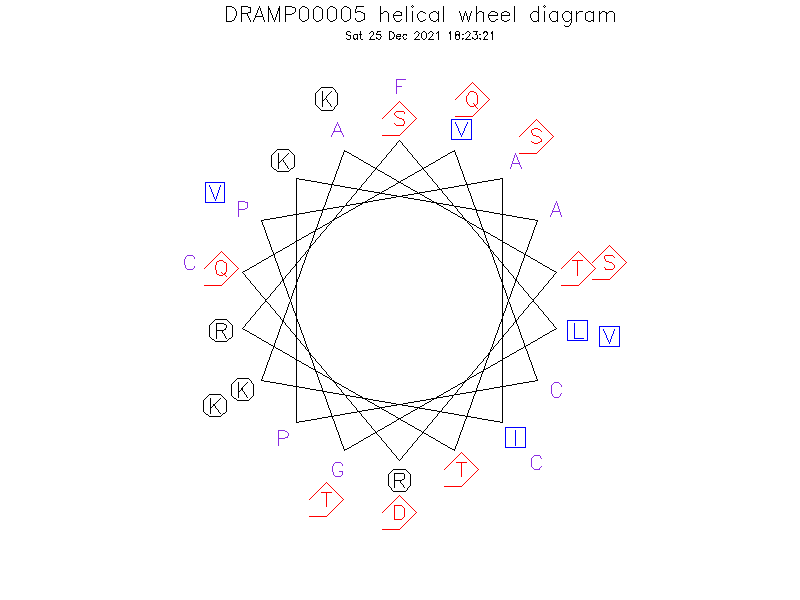 DRAMP00005 helical wheel diagram
Sat 25 Dec 2021 18:23:21
F
K Q
S
A V S
K A
V P A
C Q T S
R L V
K K C
P I C
G T
R
T D